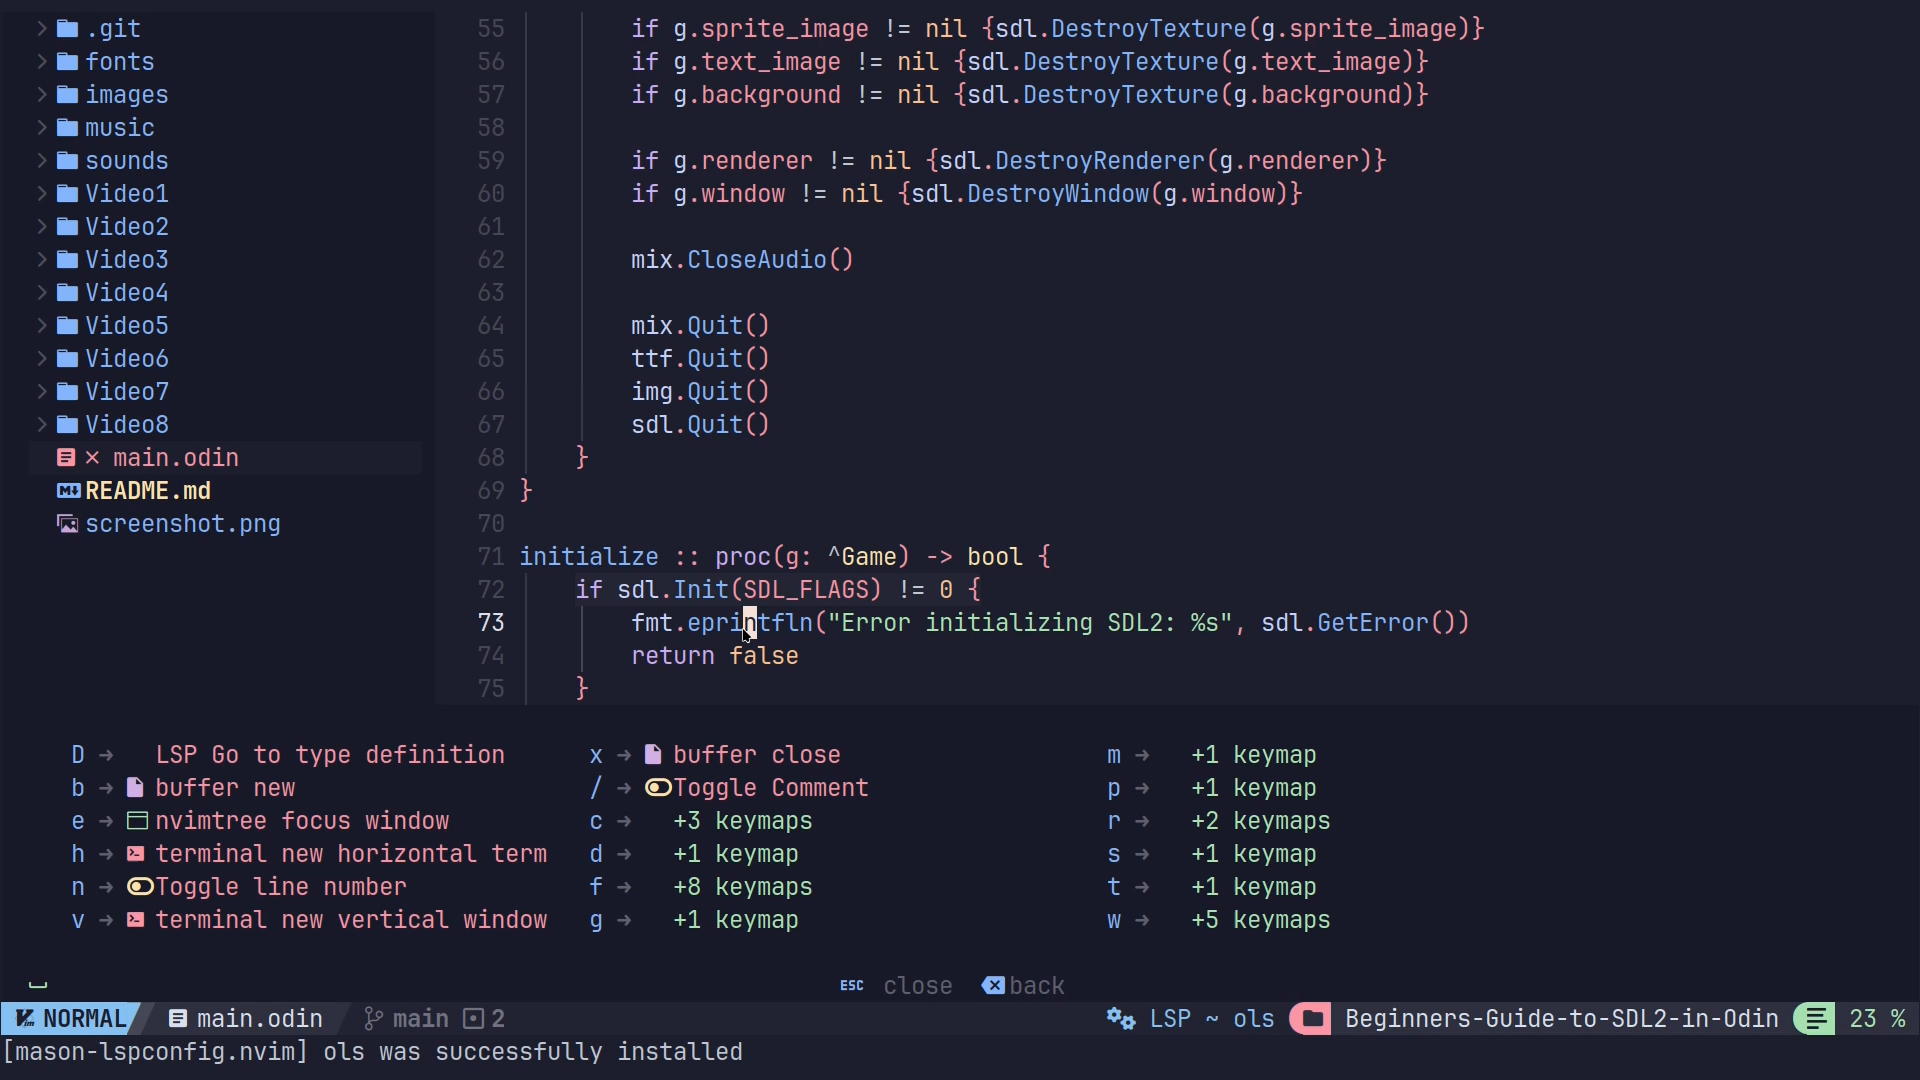 .git
fonts
images
music
sounds
Video1
Video2
Video3
Video4
Video5
Video6
Video7
Video8
main.odin
README.md
screenshot.png
55 if g.sprite_image != nil {sdl.DestroyTexture(g.sprite_image)}
56 if g.text_image != nil {sdl.DestroyTexture(g.text_image)}
57 if g.background != nil {sdl.DestroyTexture(g.background)}
58
59 if g.renderer != nil {sdl.DestroyRenderer(g.renderer)}
60 if g.window != nil {sdl.DestroyWindow(g.window)}
61
62 mix.CloseAudio()
63
64 mix.Quit()
65 ttf.Quit()
66 img.Quit()
67 sdl.Quit()
68 }
69 }
70
71 initialize :: proc(g: ^Game) -> bool {
72 if sdl.Init(SDL_FLAGS) != 0 {
73 fmt.eprintfln("Error initializing SDL2: %s", sdl.GetError())
74 return false
75 }
D → LSP Go to type definition
b → buffer new
e → nvimtree focus window
h → terminal new horizontal term
n → Toggle line number
v → terminal new vertical window
x → buffer close
/ → Toggle Comment
c → +3 keymaps
d → +1 keymap
f → +8 keymaps
g → +1 keymap
m → +1 keymap
p → +1 keymap
r → +2 keymaps
s → +1 keymap
t → +1 keymap
w → +5 keymaps
ESC close back
NORMAL main.odin main 2 LSP ~ ols Beginners-Guide-to-SDL2-in-Odin 23 %
[mason-lspconfig.nvim] ols was successfully installed